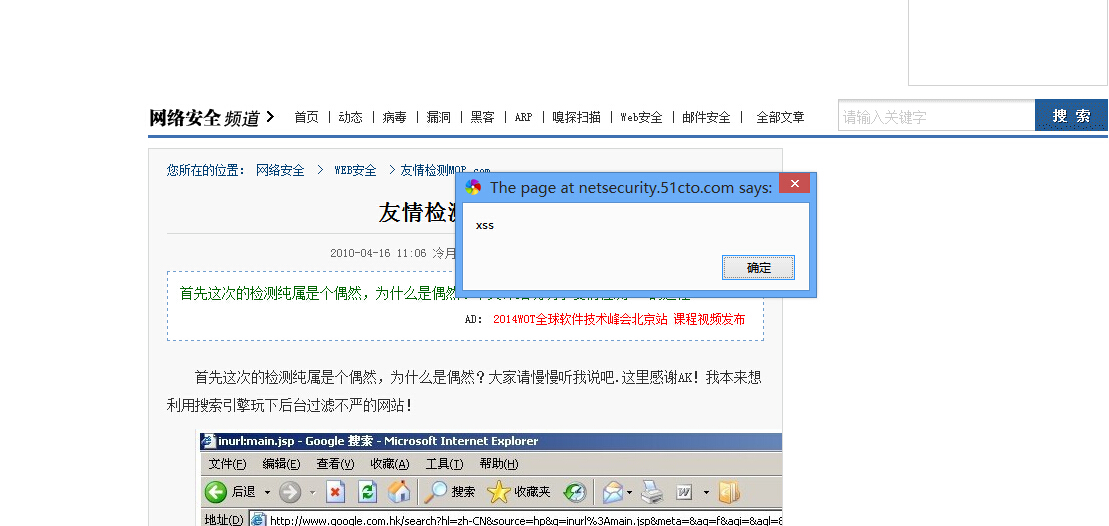 网络安全 频道
首页 | 动态 | 病毒 | 漏洞 | 黑客 | ARP | 嗅探扫描 | Web安全 | 邮件安全 | 全部文章
请输入关键字
搜 索
您所在的位置： 网络安全 > WEB安全 > 友情检测MOP.com
The page at netsecurity.51cto.com says:
xss
确定
友情检
2010-04-16 11:06 冷月
首先这次的检测纯属是个偶然，为什么是偶然
AD： 2014WOT全球软件技术峰会北京站 课程视频发布
首先这次的检测纯属是个偶然，为什么是偶然？大家请慢慢听我说吧.这里感谢AK！我本来想
利用搜索引擎玩下后台过滤不严的网站！
inurl:main.jsp - Google 搜索 - Microsoft Internet Explorer
文件(F) 编辑(E) 查看(V) 收藏(A) 工具(T) 帮助(H)
后退 搜索 收藏夹
地址(D) http://www.google.com.hk/search?hl=zh-CN&source=hp&q=inurl%3Amain.jsp&meta=&aq=f&aqi=&aql=&